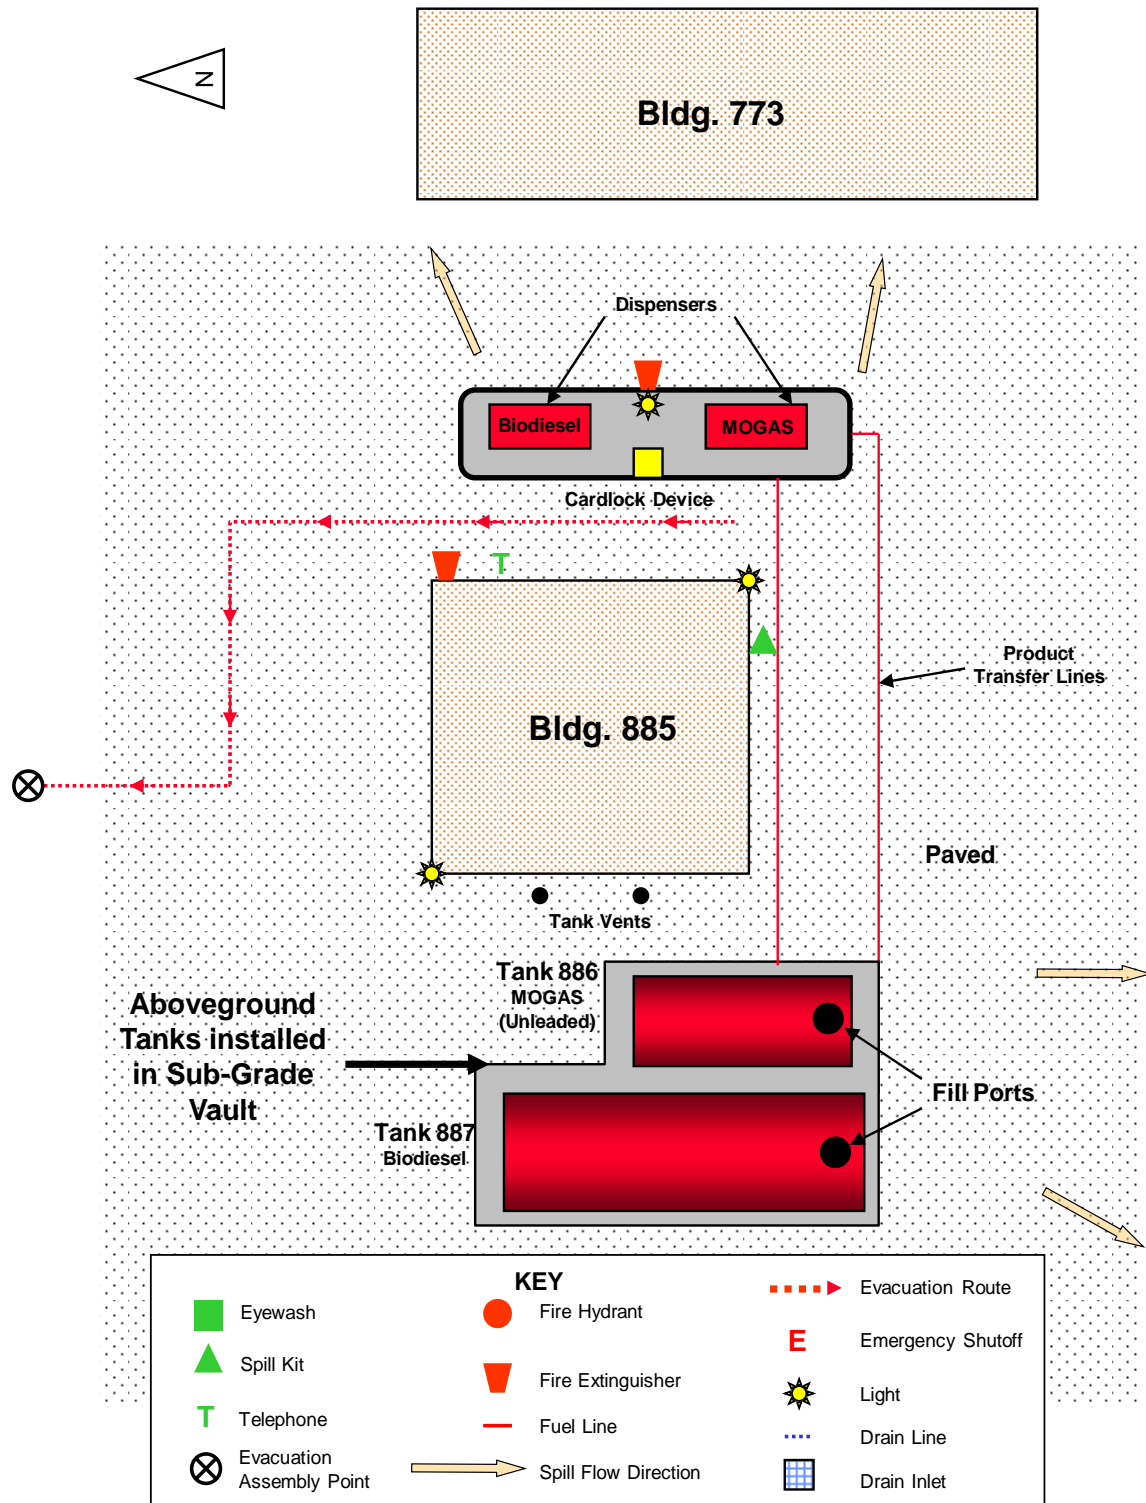 N
Bldg. 773
Dispensers
Biodiesel
MOGAS
Cardlock Device
T
Product
Transfer Lines
Bldg. 885
Paved
Tank Vents
Tank 886
MOGAS
(Unleaded)
Aboveground
Tanks installed
in Sub-Grade
Vault
Fill Ports
Tank 887
Biodiesel
KEY
Eyewash
Fire Hydrant
Evacuation Route
Spill Kit
Fire Extinguisher
E Emergency Shutoff
T Telephone
Fuel Line
Light
Evacuation
Assembly Point
Spill Flow Direction
Drain Line
Drain Inlet